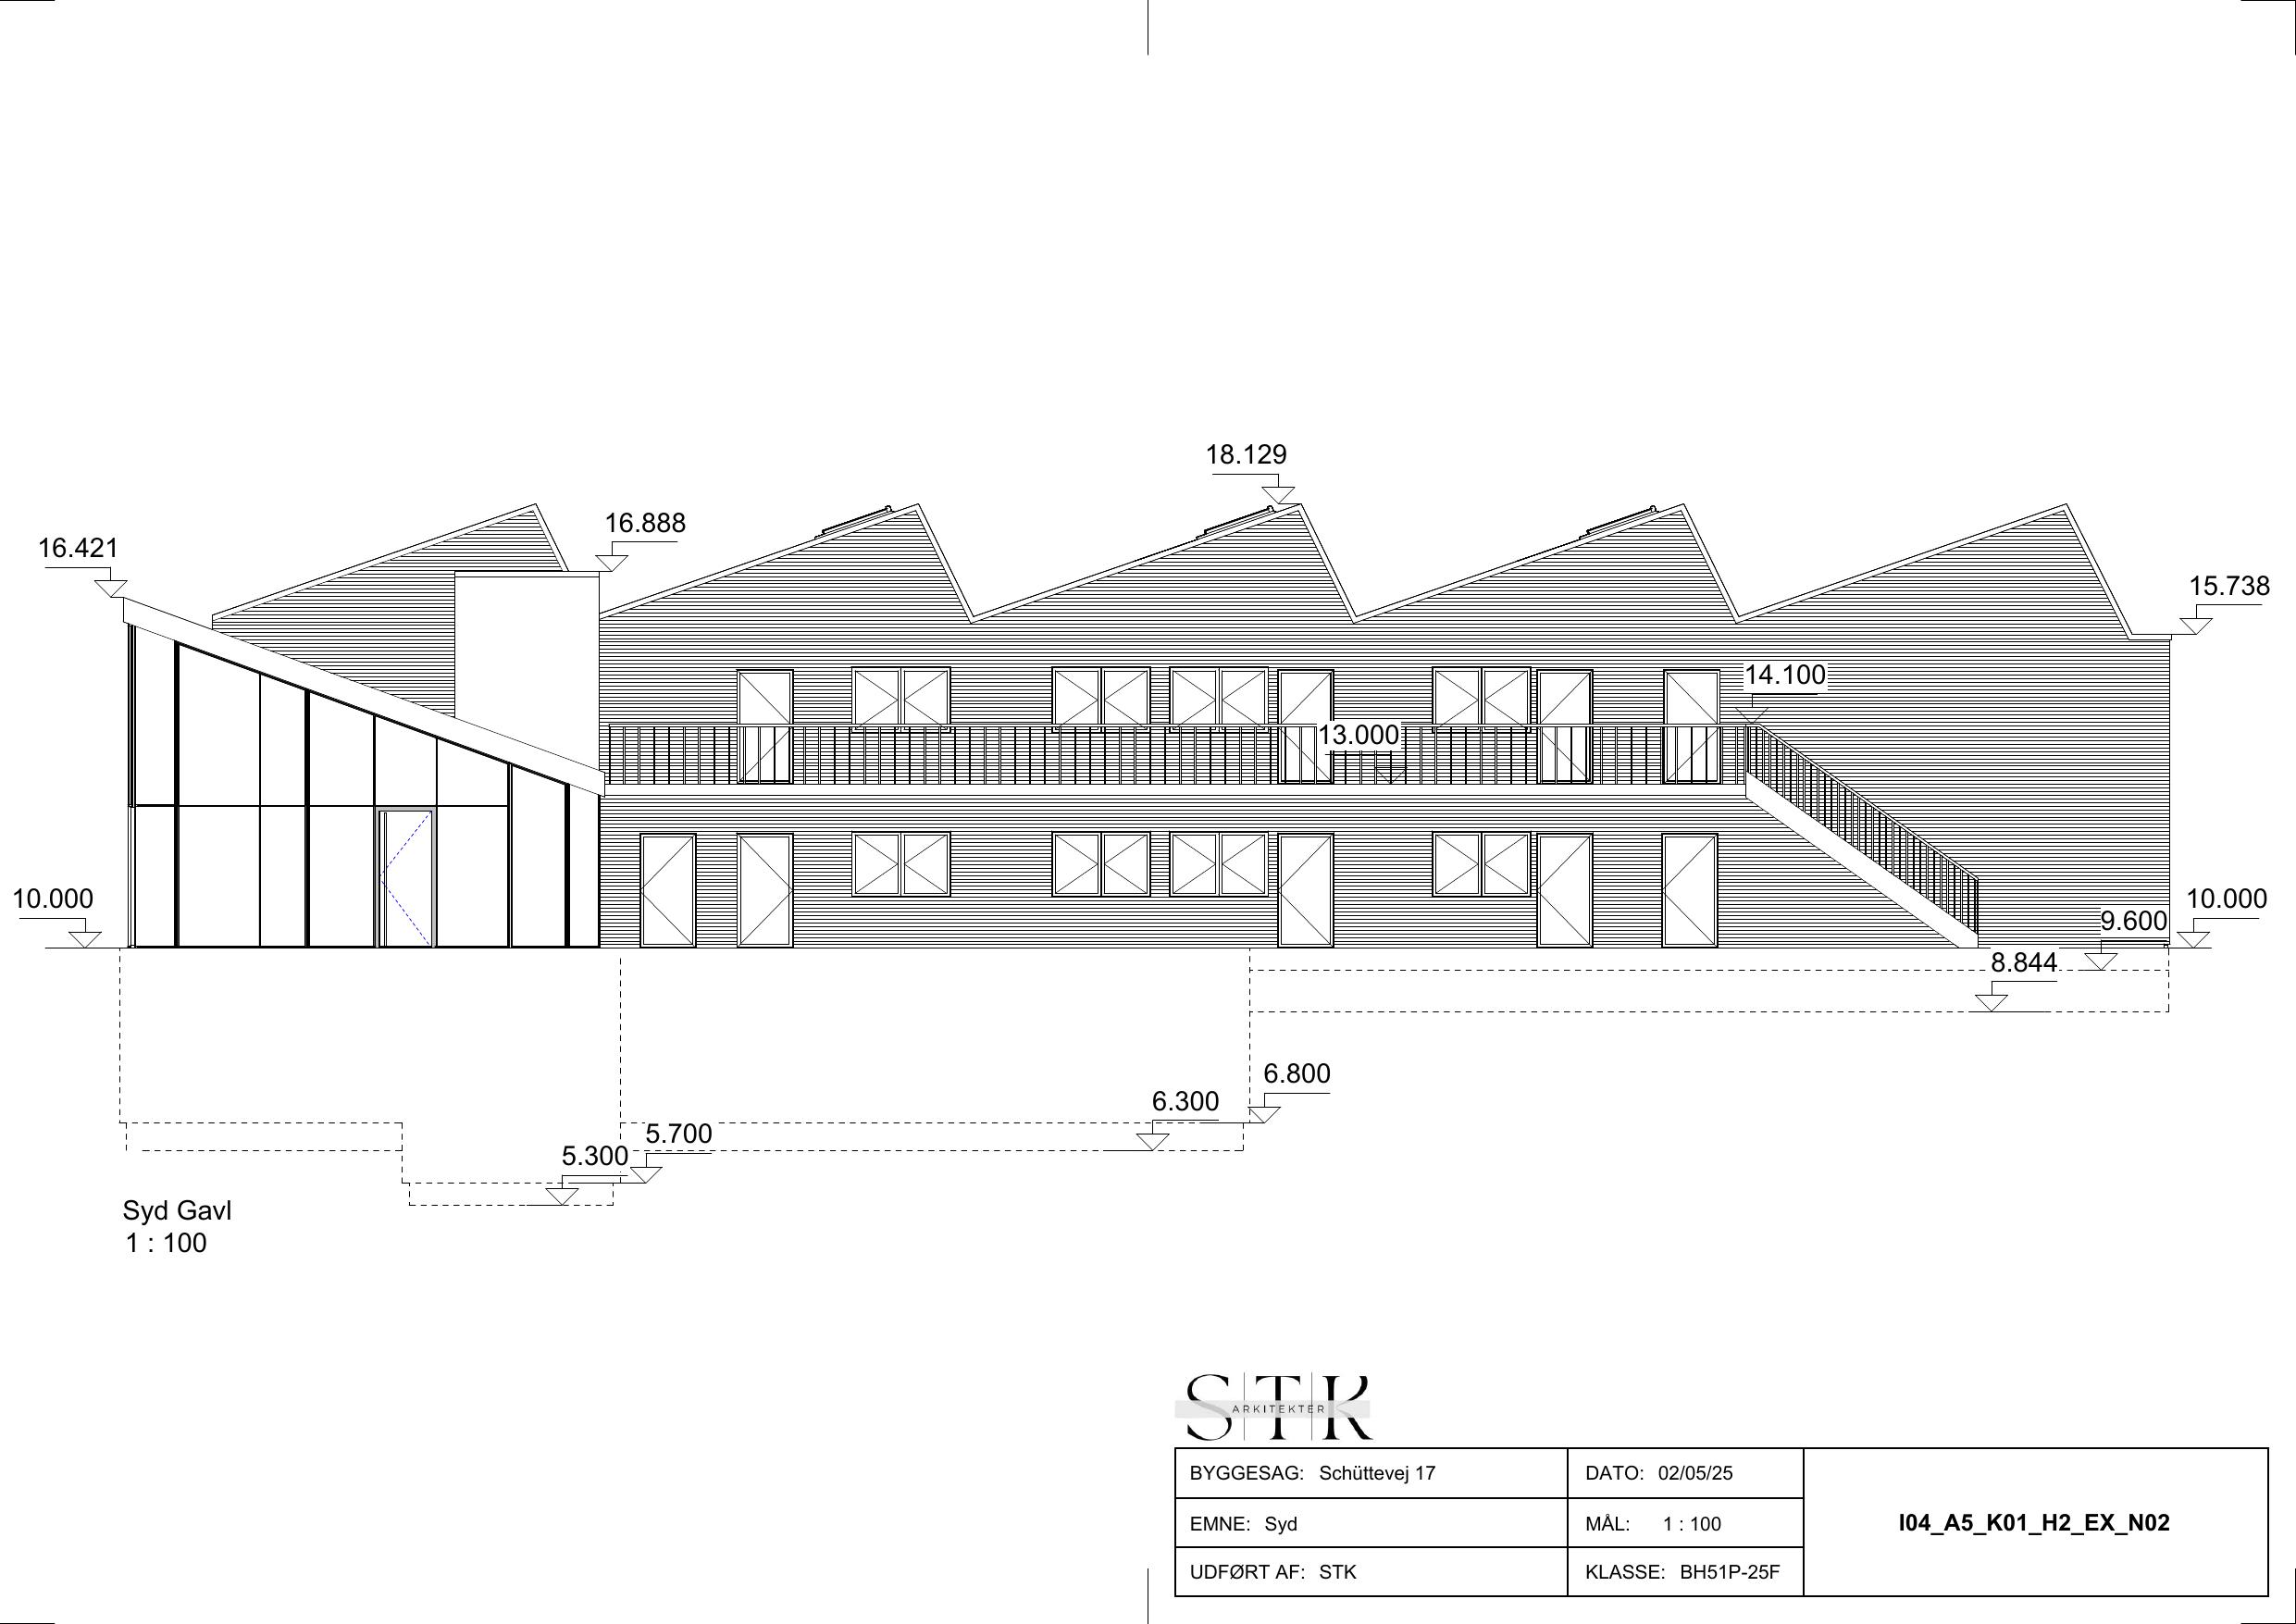 18.129
16.888
16.421
15.738
14.100
13.000
10.000
10.000
9.600
8.844
6.800
6.300
5.700
5.300
Syd Gavl
1 : 100
STK
ARKITEKTER
BYGGESAG: Schüttevej 17
DATO: 02/05/25
EMNE: Syd
MÅL: 1 : 100
I04_A5_K01_H2_EX_N02
UDFØRT AF: STK
KLASSE: BH51P-25F